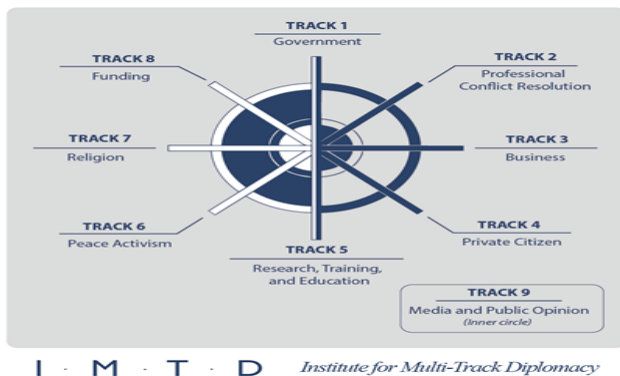 TRACK 1
Government
TRACK 2
Professional
Conflict Resolution
TRACK 3
Business
TRACK 4
Private Citizen
TRACK 5
Research, Training,
and Education
TRACK 6
Peace Activism
TRACK 7
Religion
TRACK 8
Funding
TRACK 9
Media and Public Opinion
(Inner circle)
I · M · T · D Institute for Multi-Track Diplomacy